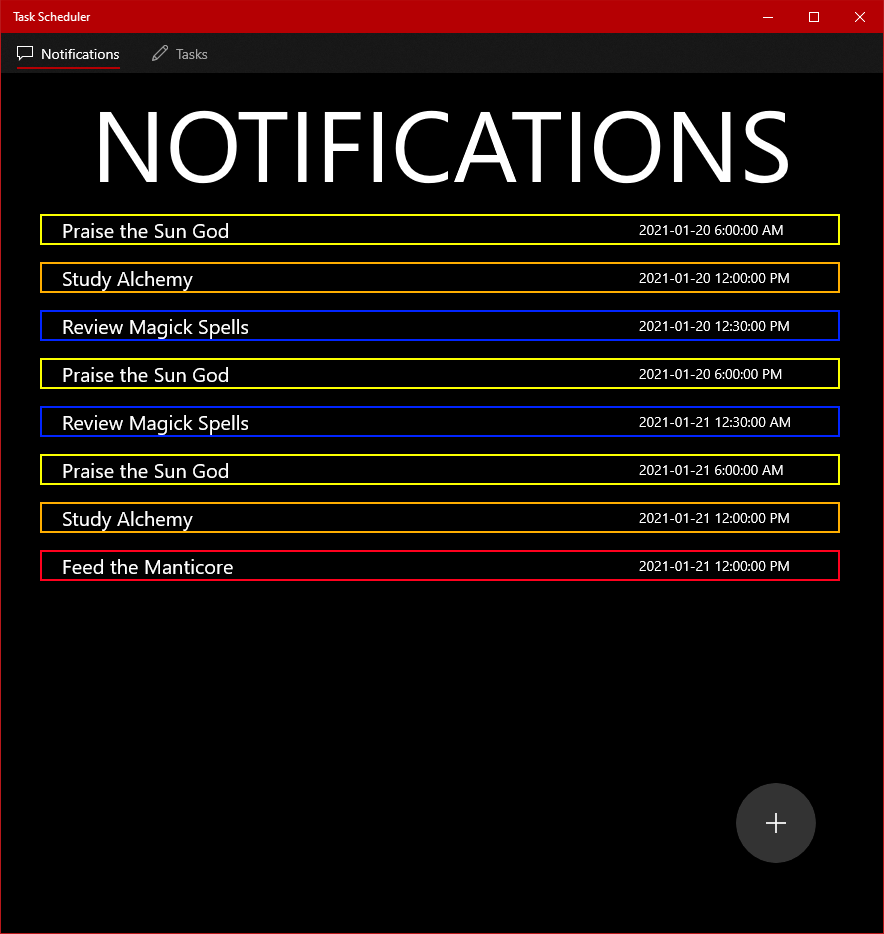 Task Scheduler
Notifications Tasks
NOTIFICATIONS
Praise the Sun God 2021-01-20 6:00:00 AM
Study Alchemy 2021-01-20 12:00:00 PM
Review Magick Spells 2021-01-20 12:30:00 PM
Praise the Sun God 2021-01-20 6:00:00 PM
Review Magick Spells 2021-01-21 12:30:00 AM
Praise the Sun God 2021-01-21 6:00:00 AM
Study Alchemy 2021-01-21 12:00:00 PM
Feed the Manticore 2021-01-21 12:00:00 PM